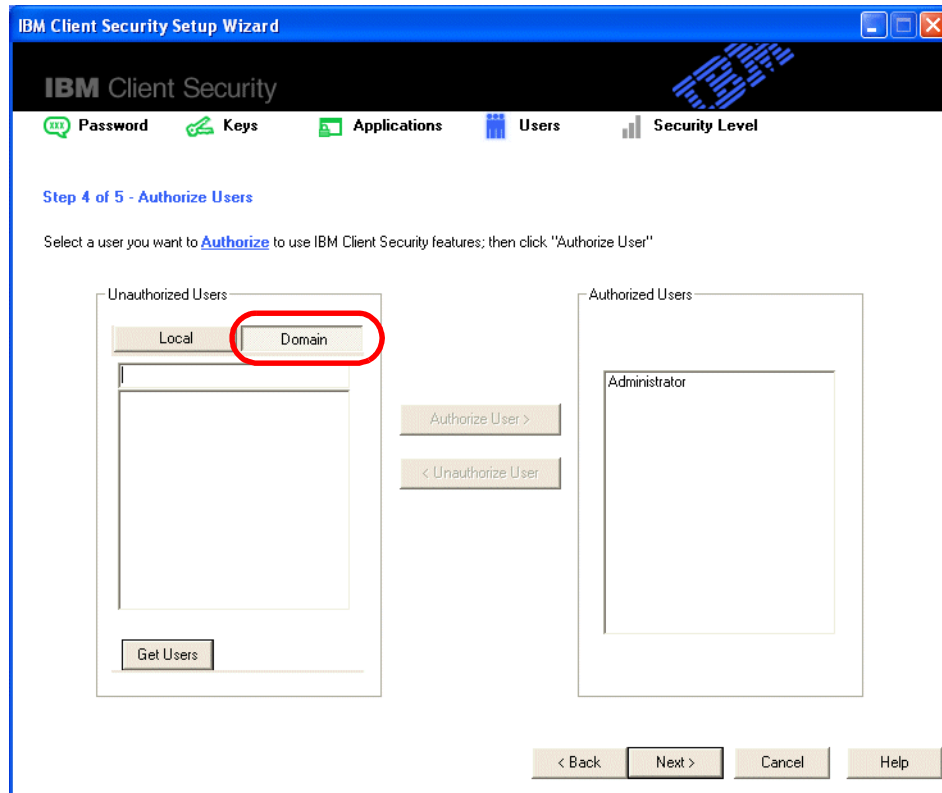 IBM Client Security Setup Wizard
IBM Client Security
IBM
xxx Password Keys Applications Users Security Level
Step 4 of 5 - Authorize Users
Select a user you want to Authorize to use IBM Client Security features; then click "Authorize User"
Unauthorized Users
Local Domain
Get Users
Authorize User >
< Unauthorize User
Authorized Users
Administrator
< Back Next > Cancel Help